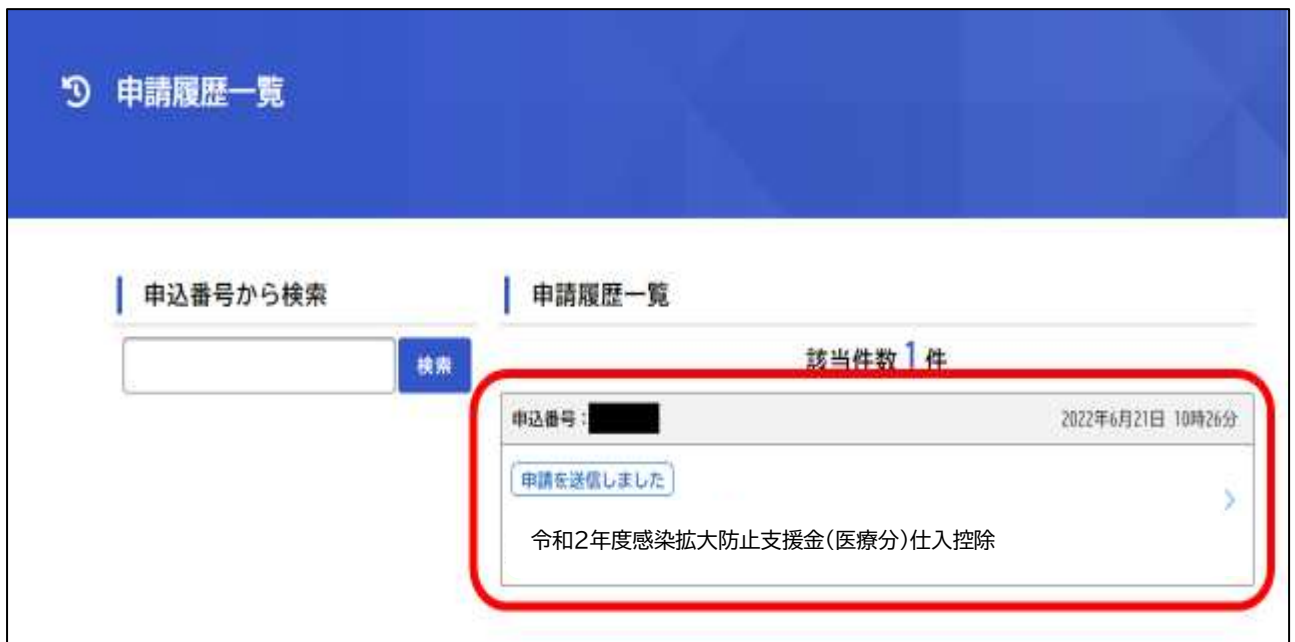 申請履歴一覧
申込番号から検索
検索
申請履歴一覧
該当件数1件
申込番号：
2022年6月21日 10時26分
申請を送信しました
令和2年度感染拡大防止支援金(医療分)仕入控除